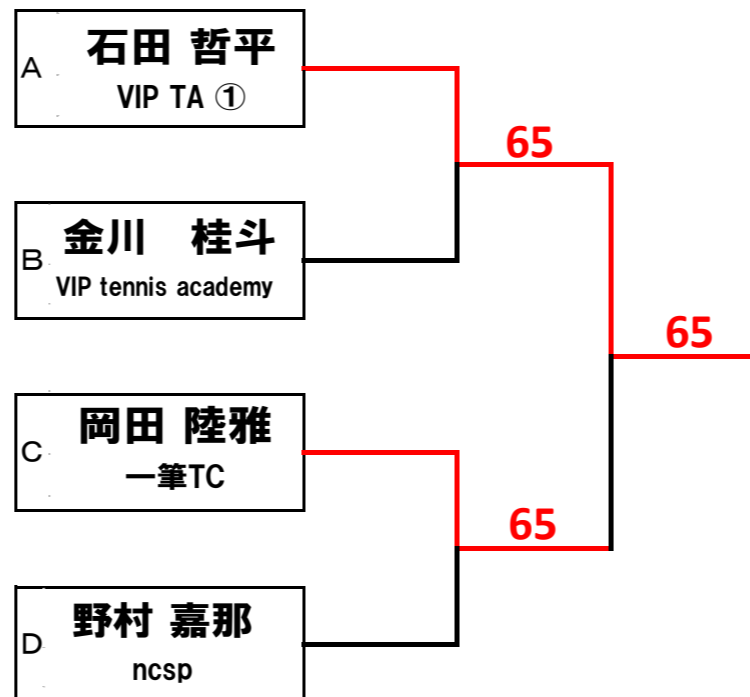 A
石田 哲平
VIP TA ①
65
B
金川　桂斗
VIP tennis academy
65
C
岡田 陸雅
一筆TC
65
D
野村 嘉那
ncsp